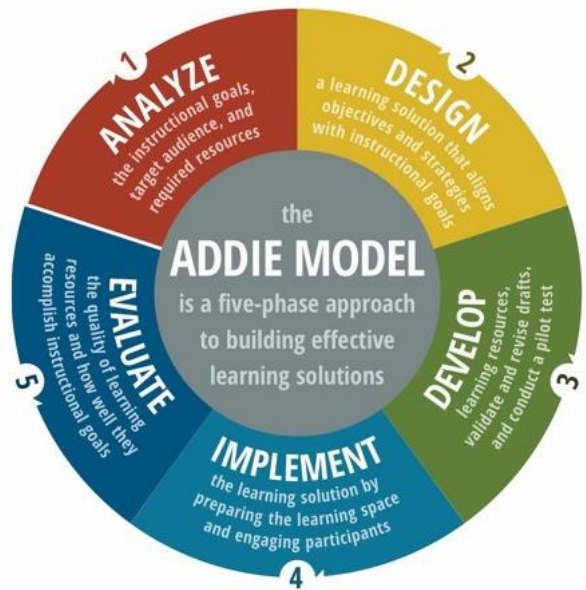 the
ADDIE MODEL
is a five-phase approach
to building effective
learning solutions
1
ANALYZE
the instructional goals,
target audience, and
required resources
2
DESIGN
a learning solution that aligns
objectives and strategies
with instructional goals
3
DEVELOP
learning resources,
validate and revise drafts,
and conduct a pilot test
4
IMPLEMENT
the learning solution by
preparing the learning space
and engaging participants
5
EVALUATE
the quality of learning
resources and how well they
accomplish instructional goals